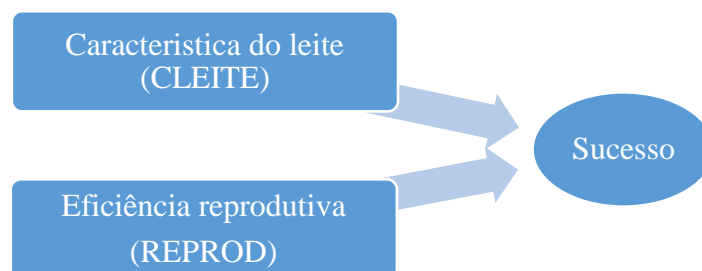 Caracteristica do leite
(CLEITE)
Sucesso
Eficiência reprodutiva
(REPROD)